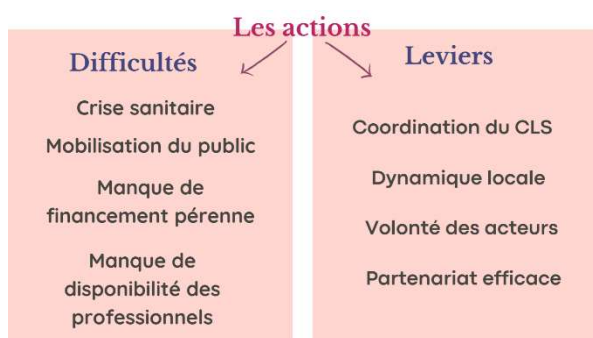 Les actions
Difficultés
Crise sanitaire
Mobilisation du public
Manque de
financement pérenne
Manque de
disponibilité des
professionnels
Leviers
Coordination du CLS
Dynamique locale
Volonté des acteurs
Partenariat efficace